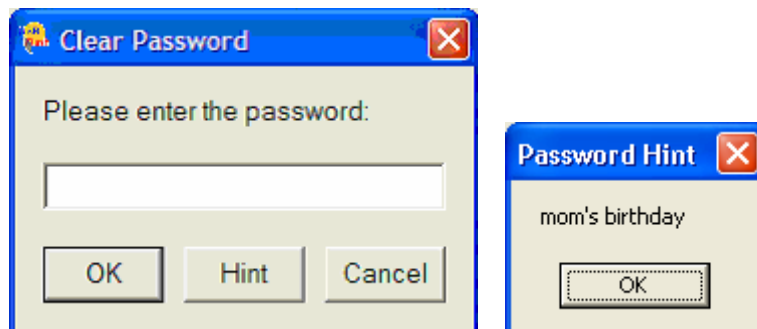 Clear Password
Please enter the password:
OK Hint Cancel
Password Hint
mom's birthday
OK